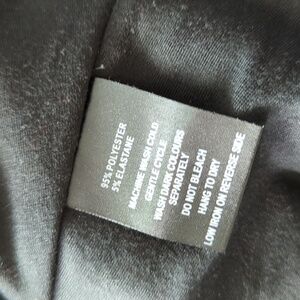 95% POLYESTER
5% ELASTANE
MACHINE WASH COLD
GENTLE CYCLE
WASH DARK COLOURS
SEPARATELY
DO NOT BLEACH
HANG TO DRY
LOW IRON ON REVERSE SIDE